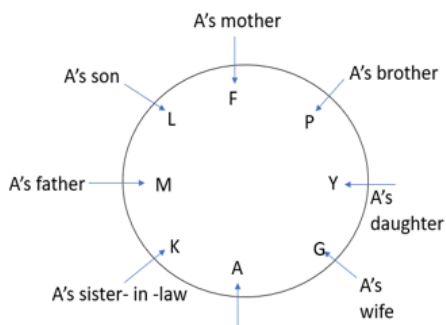 A's mother
A's son
A's brother
F
L
P
A's father
M
Y
A's
daughter
K
G
A
A's sister- in -law
A's
wife